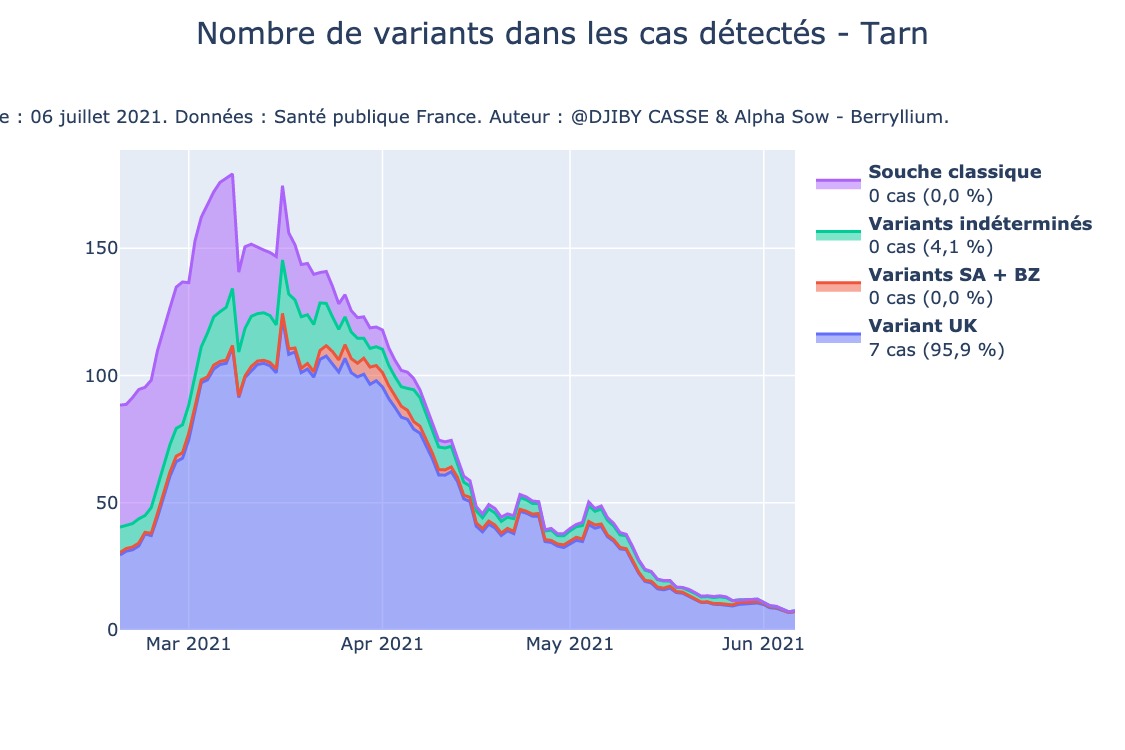 Nombre de variants dans les cas détectés - Tarn
e : 06 juillet 2021. Données : Santé publique France. Auteur : @DJIBY CASSE & Alpha Sow - Berryllium.
Souche classique
0 cas (0,0 %)
Variants indéterminés
0 cas (4,1 %)
Variants SA + BZ
0 cas (0,0 %)
Variant UK
7 cas (95,9 %)
150
100
50
0
Mar 2021
Apr 2021
May 2021
Jun 2021